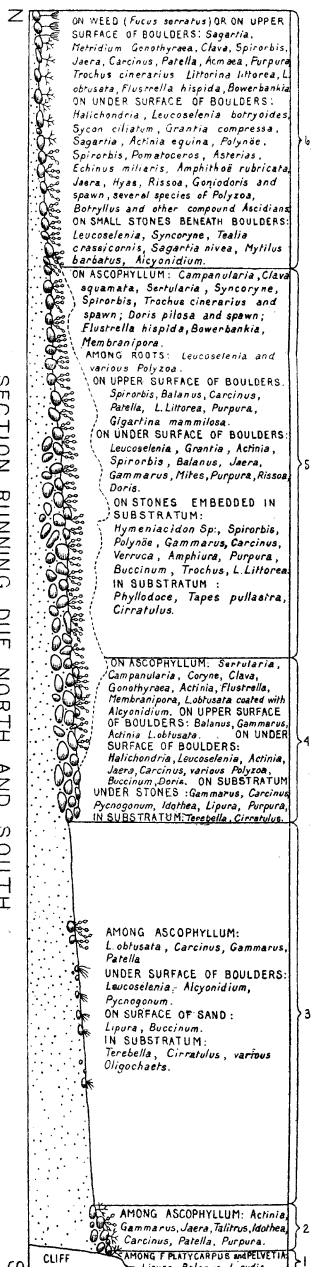 N
ON WEED (Fucus serratus) OR ON UPPER
SURFACE OF BOULDERS: Sagartia,
Metridium Gonothyraea, Clava, Spirorbis,
Jaera, Carcinus, Patella, Acmaea, Purpura
Trochus cinerarius Littorina littorea, L.
obtusata, Flustrella hispida, Bowerbankia
ON UNDER SURFACE OF BOULDERS:
Halichondria, Leucoselenia botryoides,
Sycon ciliatum, Grantia compressa,
Sagartia, Actinia equina, Polynöe,
Spirorbis, Pomatoceros, Asterias,
Echinus miliaris, Amphithoë rubricata,
Jaera, Hyas, Rissoa, Goniodoris and
spawn, several species of Polyzoa,
Botryllus and other compound Ascidians
ON SMALL STONES BENEATH BOULDERS:
Leucoselenia, Syncoryne, Tealia
crassicornis, Sagartia nivea, Mytilus
barbatus, Alcyonidium.
6
ON ASCOPHYLLUM: Campanularia, Clava
squamata, Sertularia, Syncoryne,
Spirorbis, Trochus cinerarius and
spawn; Doris pilosa and spawn;
Flustrella hispida, Bowerbankia,
Membranipora.
AMONG ROOTS: Leucoselenia and
various Polyzoa.
ON UPPER SURFACE OF BOULDERS.
Spirorbis, Balanus, Carcinus,
Patella, L. Littorea, Purpura,
Gigartina mammilosa.
ON UNDER SURFACE OF BOULDERS:
Leucoselenia, Grantia, Actinia,
Spirorbis, Balanus, Jaera,
Gammarus, Mites, Purpura, Rissoa,
Doris.
ON STONES EMBEDDED IN
SUBSTRATUM:
Hymeniacidon Sp:, Spirorbis,
Polynöe, Gammarus, Carcinus,
Verruca, Amphiura, Purpura,
Buccinum, Trochus, L. Littorea.
IN SUBSTRATUM :
Phyllodoce, Tapes pullastra,
Cirratulus.
5
ON ASCOPHYLLUM: Sertularia,
Campanularia, Coryne, Clava,
Gonothyraea, Actinia, Flustrella,
Membranipora, L.obtusata coated with
Alcyonidium. ON UPPER SURFACE
OF BOULDERS: Balanus, Gammarus,
Actinia L.obtusata. ON UNDER
SURFACE OF BOULDERS:
Halichondria, Leucoselenia, Actinia,
Jaera, Carcinus, various Polyzoa,
Buccinum, Doris. ON SUBSTRATUM
UNDER STONES : Gammarus, Carcinus
Pycnogonum, Idothea, Lipura, Purpura,
IN SUBSTRATUM: Terebella, Cirratulus.
4
AMONG ASCOPHYLLUM:
L. obtusata, Carcinus, Gammarus,
Patella
UNDER SURFACE OF BOULDERS:
Leucoselenia, Alcyonidium,
Pycnogonum.
ON SURFACE OF SAND :
Lipura, Buccinum.
IN SUBSTRATUM:
Terebella, Cirratulus, various
Oligochaets.
3
AMONG ASCOPHYLLUM: Actinia,
Gammarus, Jaera, Talitrus, Idothea,
Carcinus, Patella, Purpura.
2
CLIFF
AMONG F PLATYCARPUS and PELVETIA:
1
SECTION RUNNING DUE NORTH AND SOUTH
S